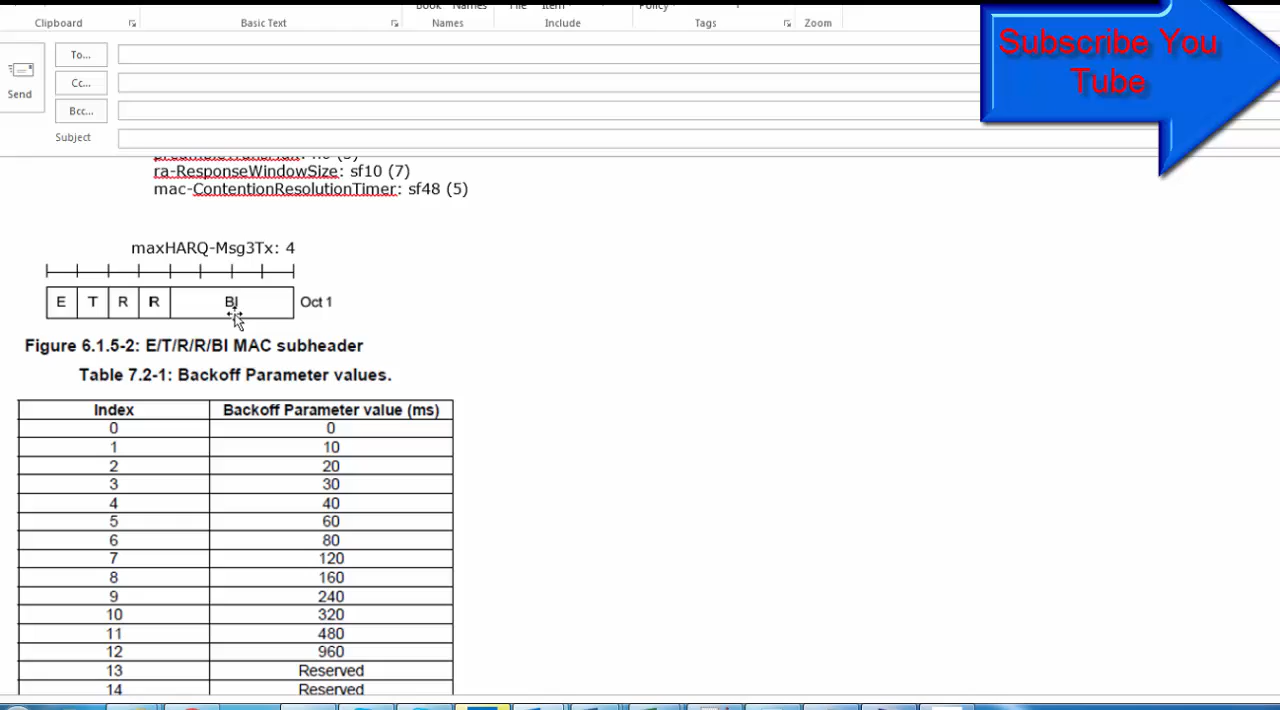 Names
Clipboard
Basic Text
Names
Include
Tags
Zoom
Subscribe You
Tube
To...
Cc...
Send
Bcc...
Subject
ra-ResponseWindowSize: sf10 (7)
mac-ContentionResolutionTimer: sf48 (5)
maxHARQ-Msg3Tx: 4
E T R R BI Oct 1
Figure 6.1.5-2: E/T/R/R/BI MAC subheader
Table 7.2-1: Backoff Parameter values.
Index Backoff Parameter value (ms)
0 0
1 10
2 20
3 30
4 40
5 60
6 80
7 120
8 160
9 240
10 320
11 480
12 960
13 Reserved
14 Reserved